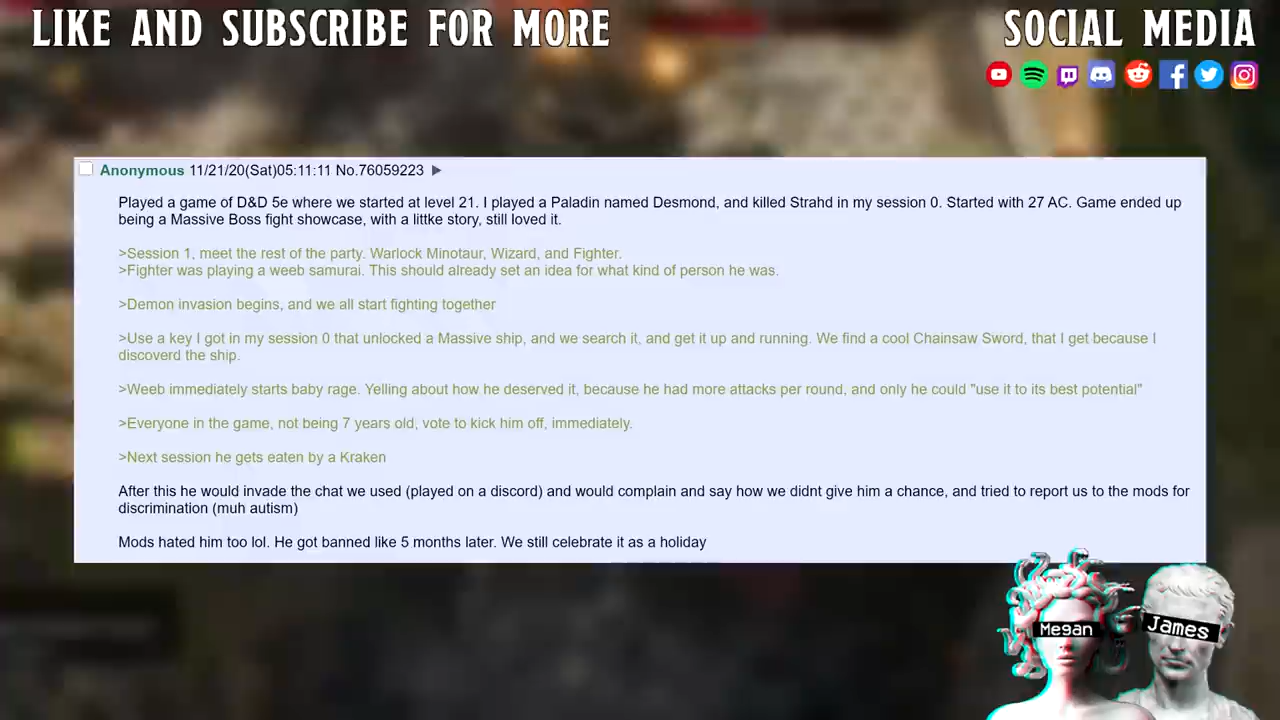 LIKE AND SUBSCRIBE FOR MORE
SOCIAL MEDIA
Anonymous 11/21/20(Sat)05:11:11 No.76059223 ▶
Played a game of D&D 5e where we started at level 21. I played a Paladin named Desmond, and killed Strahd in my session 0. Started with 27 AC. Game ended up
being a Massive Boss fight showcase, with a littke story, still loved it.
>Session 1, meet the rest of the party. Warlock Minotaur, Wizard, and Fighter.
>Fighter was playing a weeb samurai. This should already set an idea for what kind of person he was.
>Demon invasion begins, and we all start fighting together
>Use a key I got in my session 0 that unlocked a Massive ship, and we search it, and get it up and running. We find a cool Chainsaw Sword, that I get because I
discoverd the ship.
>Weeb immediately starts baby rage. Yelling about how he deserved it, because he had more attacks per round, and only he could "use it to its best potential"
>Everyone in the game, not being 7 years old, vote to kick him off, immediately.
>Next session he gets eaten by a Kraken
After this he would invade the chat we used (played on a discord) and would complain and say how we didnt give him a chance, and tried to report us to the mods for
discrimination (muh autism)
Mods hated him too lol. He got banned like 5 months later. We still celebrate it as a holiday
Megan
James